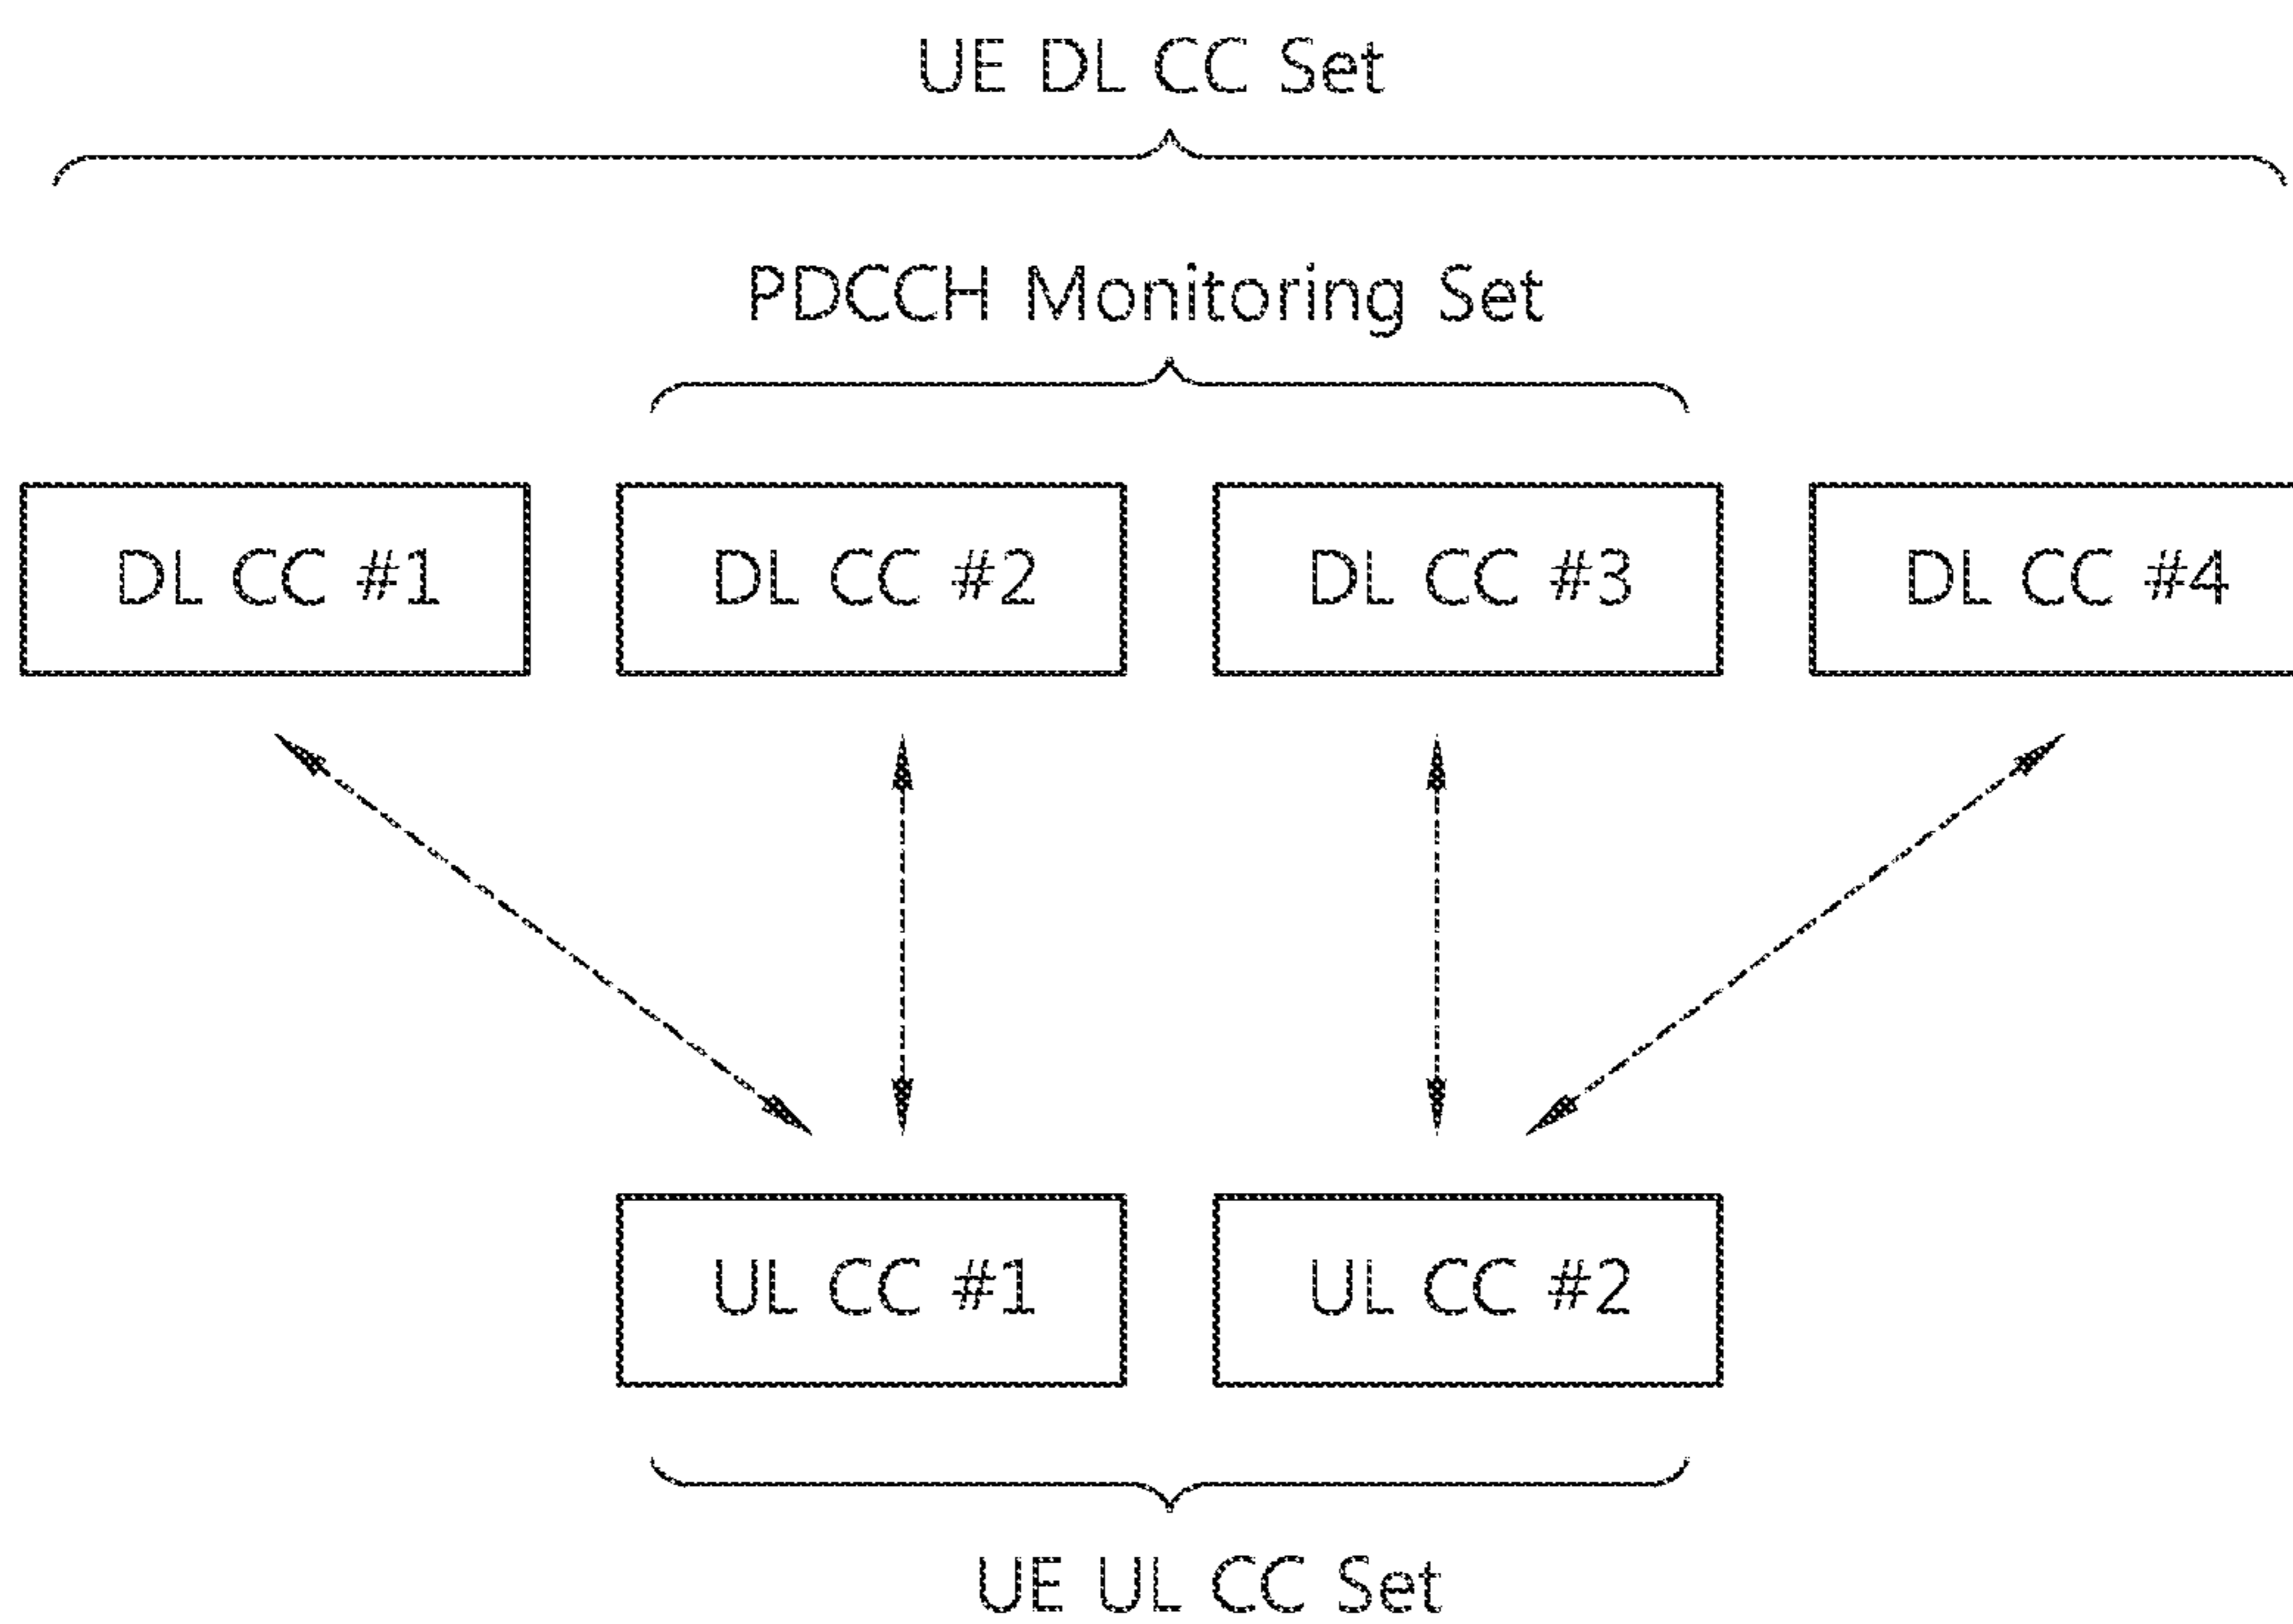 UE DL CC Set
PDCCH Monitoring Set
DL CC #1 DL CC #2 DL CC #3 DL CC #4
UL CC #1 UL CC #2
UE UL CC Set